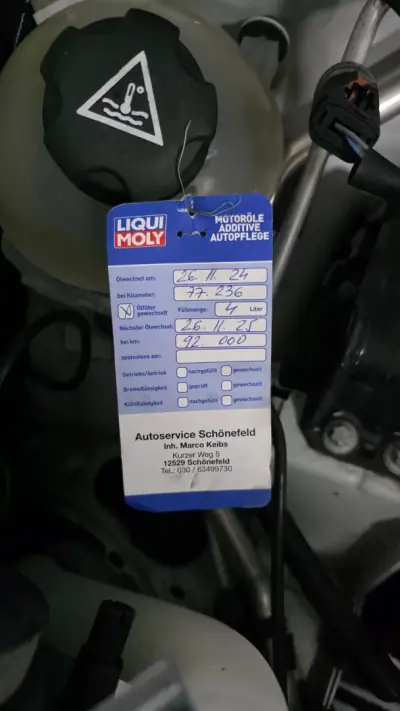 LIQUI MOLY
MOTORÖLE
ADDITIVE
AUTOPFLEGE
Ölwechsel am: 26.11.24
bei Kilometer: 77.236
X Ölfilter gewechselt Füllmenge: 4 Liter
Nächster Ölwechsel: 26.11.25
bei km: 92.000
spätestens am:
Getriebe/Antrieb nachgefüllt gewechselt
Bremsflüssigkeit geprüft gewechselt
Kühlflüssigkeit nachgefüllt gewechselt
Autoservice Schönefeld
Inh. Marco Keibs
Kurzer Weg 5
12529 Schönefeld
Tel.: 030 / 63499730